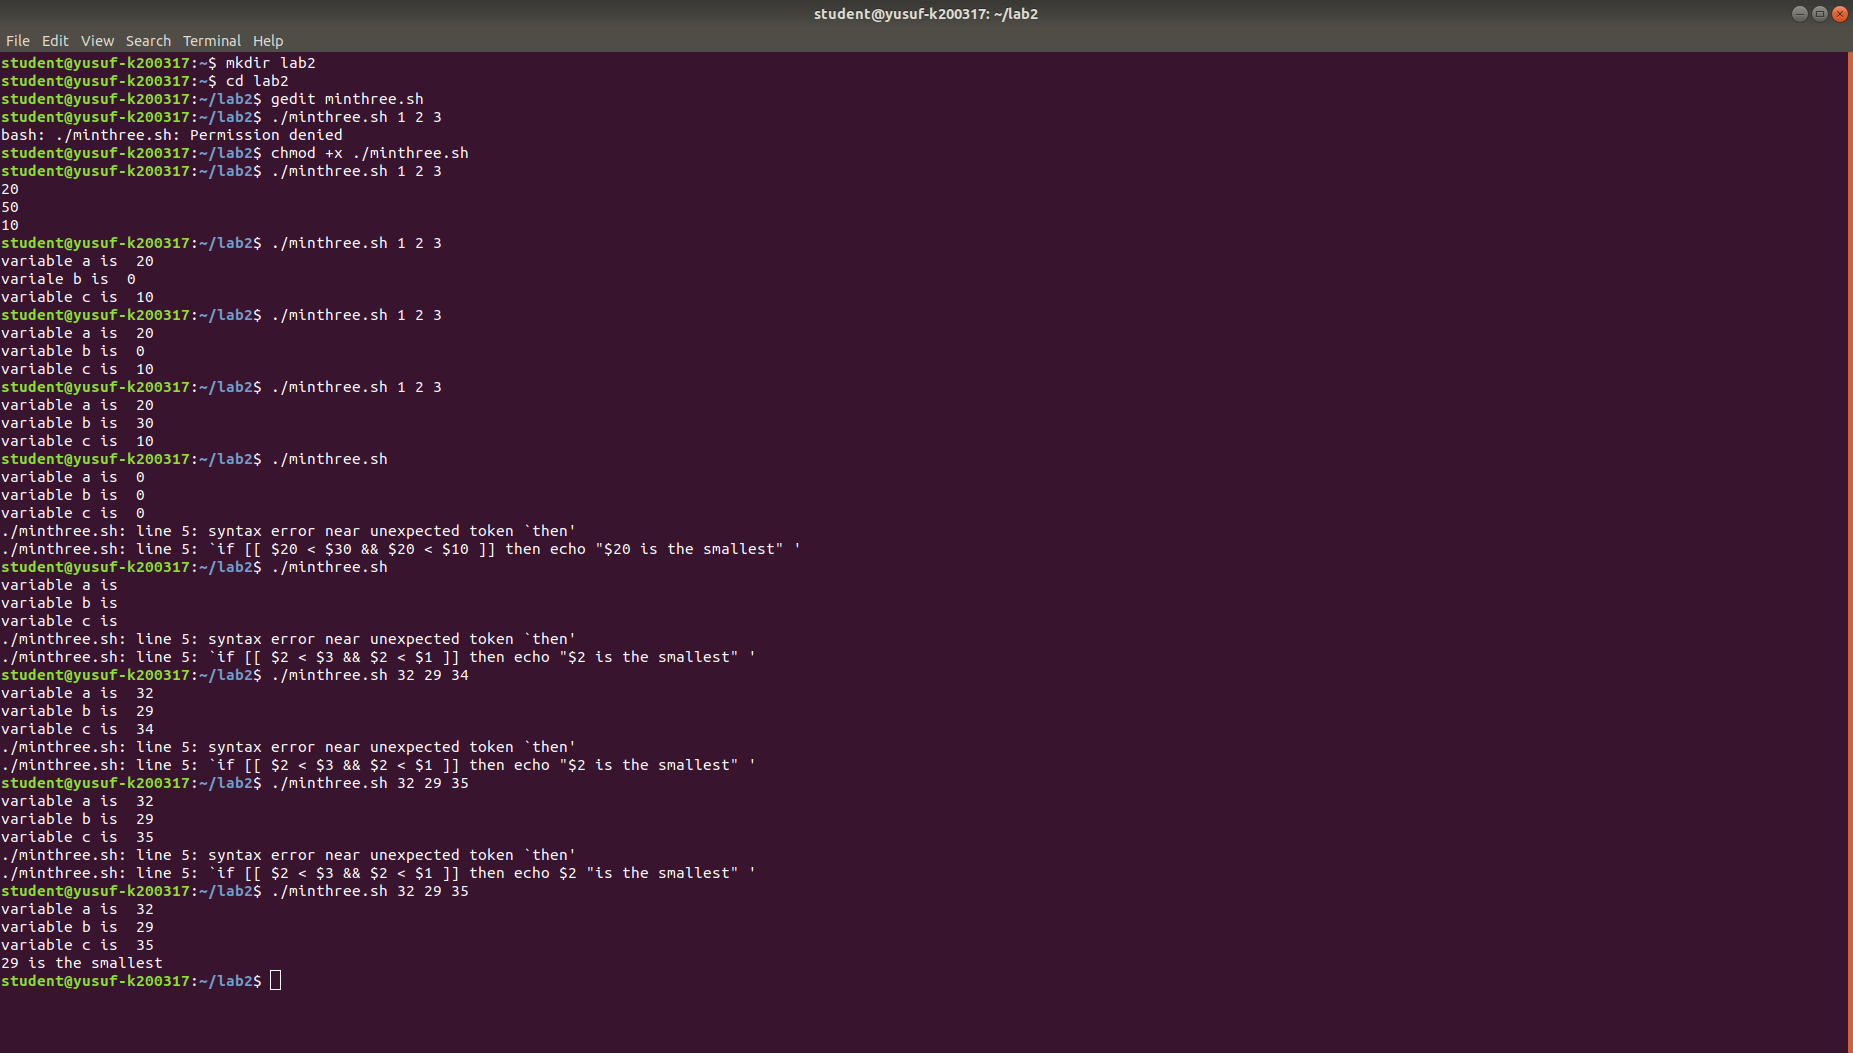 student@yusuf-k200317: ~/lab2
File Edit View Search Terminal Help
student@yusuf-k200317:~$ mkdir lab2
student@yusuf-k200317:~$ cd lab2
student@yusuf-k200317:~/lab2$ gedit minthree.sh
student@yusuf-k200317:~/lab2$ ./minthree.sh 1 2 3
bash: ./minthree.sh: Permission denied
student@yusuf-k200317:~/lab2$ chmod +x ./minthree.sh
student@yusuf-k200317:~/lab2$ ./minthree.sh 1 2 3
20
50
10
student@yusuf-k200317:~/lab2$ ./minthree.sh 1 2 3
variable a is  20
variale b is  0
variable c is  10
student@yusuf-k200317:~/lab2$ ./minthree.sh 1 2 3
variable a is  20
variable b is  0
variable c is  10
student@yusuf-k200317:~/lab2$ ./minthree.sh 1 2 3
variable a is  20
variable b is  30
variable c is  10
student@yusuf-k200317:~/lab2$ ./minthree.sh
variable a is  0
variable b is  0
variable c is  0
./minthree.sh: line 5: syntax error near unexpected token `then'
./minthree.sh: line 5: `if [[ $20 < $30 && $20 < $10 ]] then echo "$20 is the smallest" '
student@yusuf-k200317:~/lab2$ ./minthree.sh
variable a is
variable b is
variable c is
./minthree.sh: line 5: syntax error near unexpected token `then'
./minthree.sh: line 5: `if [[ $2 < $3 && $2 < $1 ]] then echo "$2 is the smallest" '
student@yusuf-k200317:~/lab2$ ./minthree.sh 32 29 34
variable a is  32
variable b is  29
variable c is  34
./minthree.sh: line 5: syntax error near unexpected token `then'
./minthree.sh: line 5: `if [[ $2 < $3 && $2 < $1 ]] then echo "$2 is the smallest" '
student@yusuf-k200317:~/lab2$ ./minthree.sh 32 29 35
variable a is  32
variable b is  29
variable c is  35
./minthree.sh: line 5: syntax error near unexpected token `then'
./minthree.sh: line 5: `if [[ $2 < $3 && $2 < $1 ]] then echo $2 "is the smallest" '
student@yusuf-k200317:~/lab2$ ./minthree.sh 32 29 35
variable a is  32
variable b is  29
variable c is  35
29 is the smallest
student@yusuf-k200317:~/lab2$